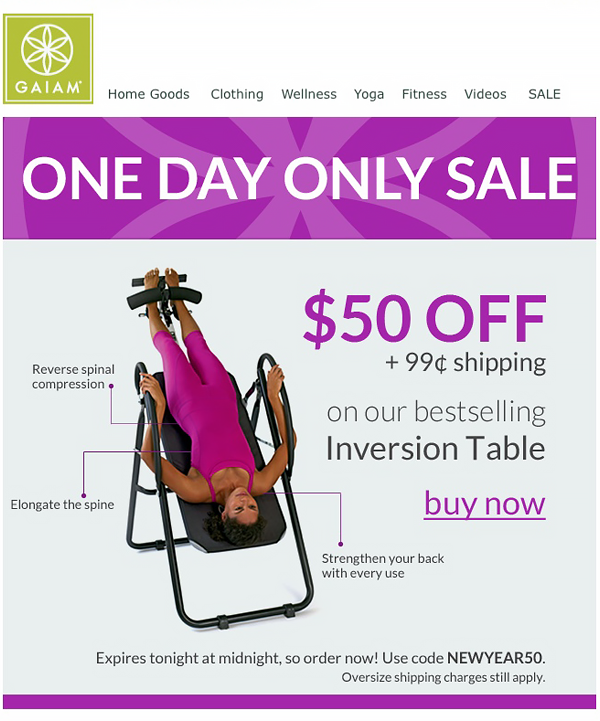 GAIAM
Home Goods Clothing Wellness Yoga Fitness Videos SALE
ONE DAY ONLY SALE
$50 OFF
+ 99¢ shipping
on our bestselling
Inversion Table
buy now
Reverse spinal
compression
Elongate the spine
Strengthen your back
with every use
Expires tonight at midnight, so order now! Use code NEWYEAR50.
Oversize shipping charges still apply.